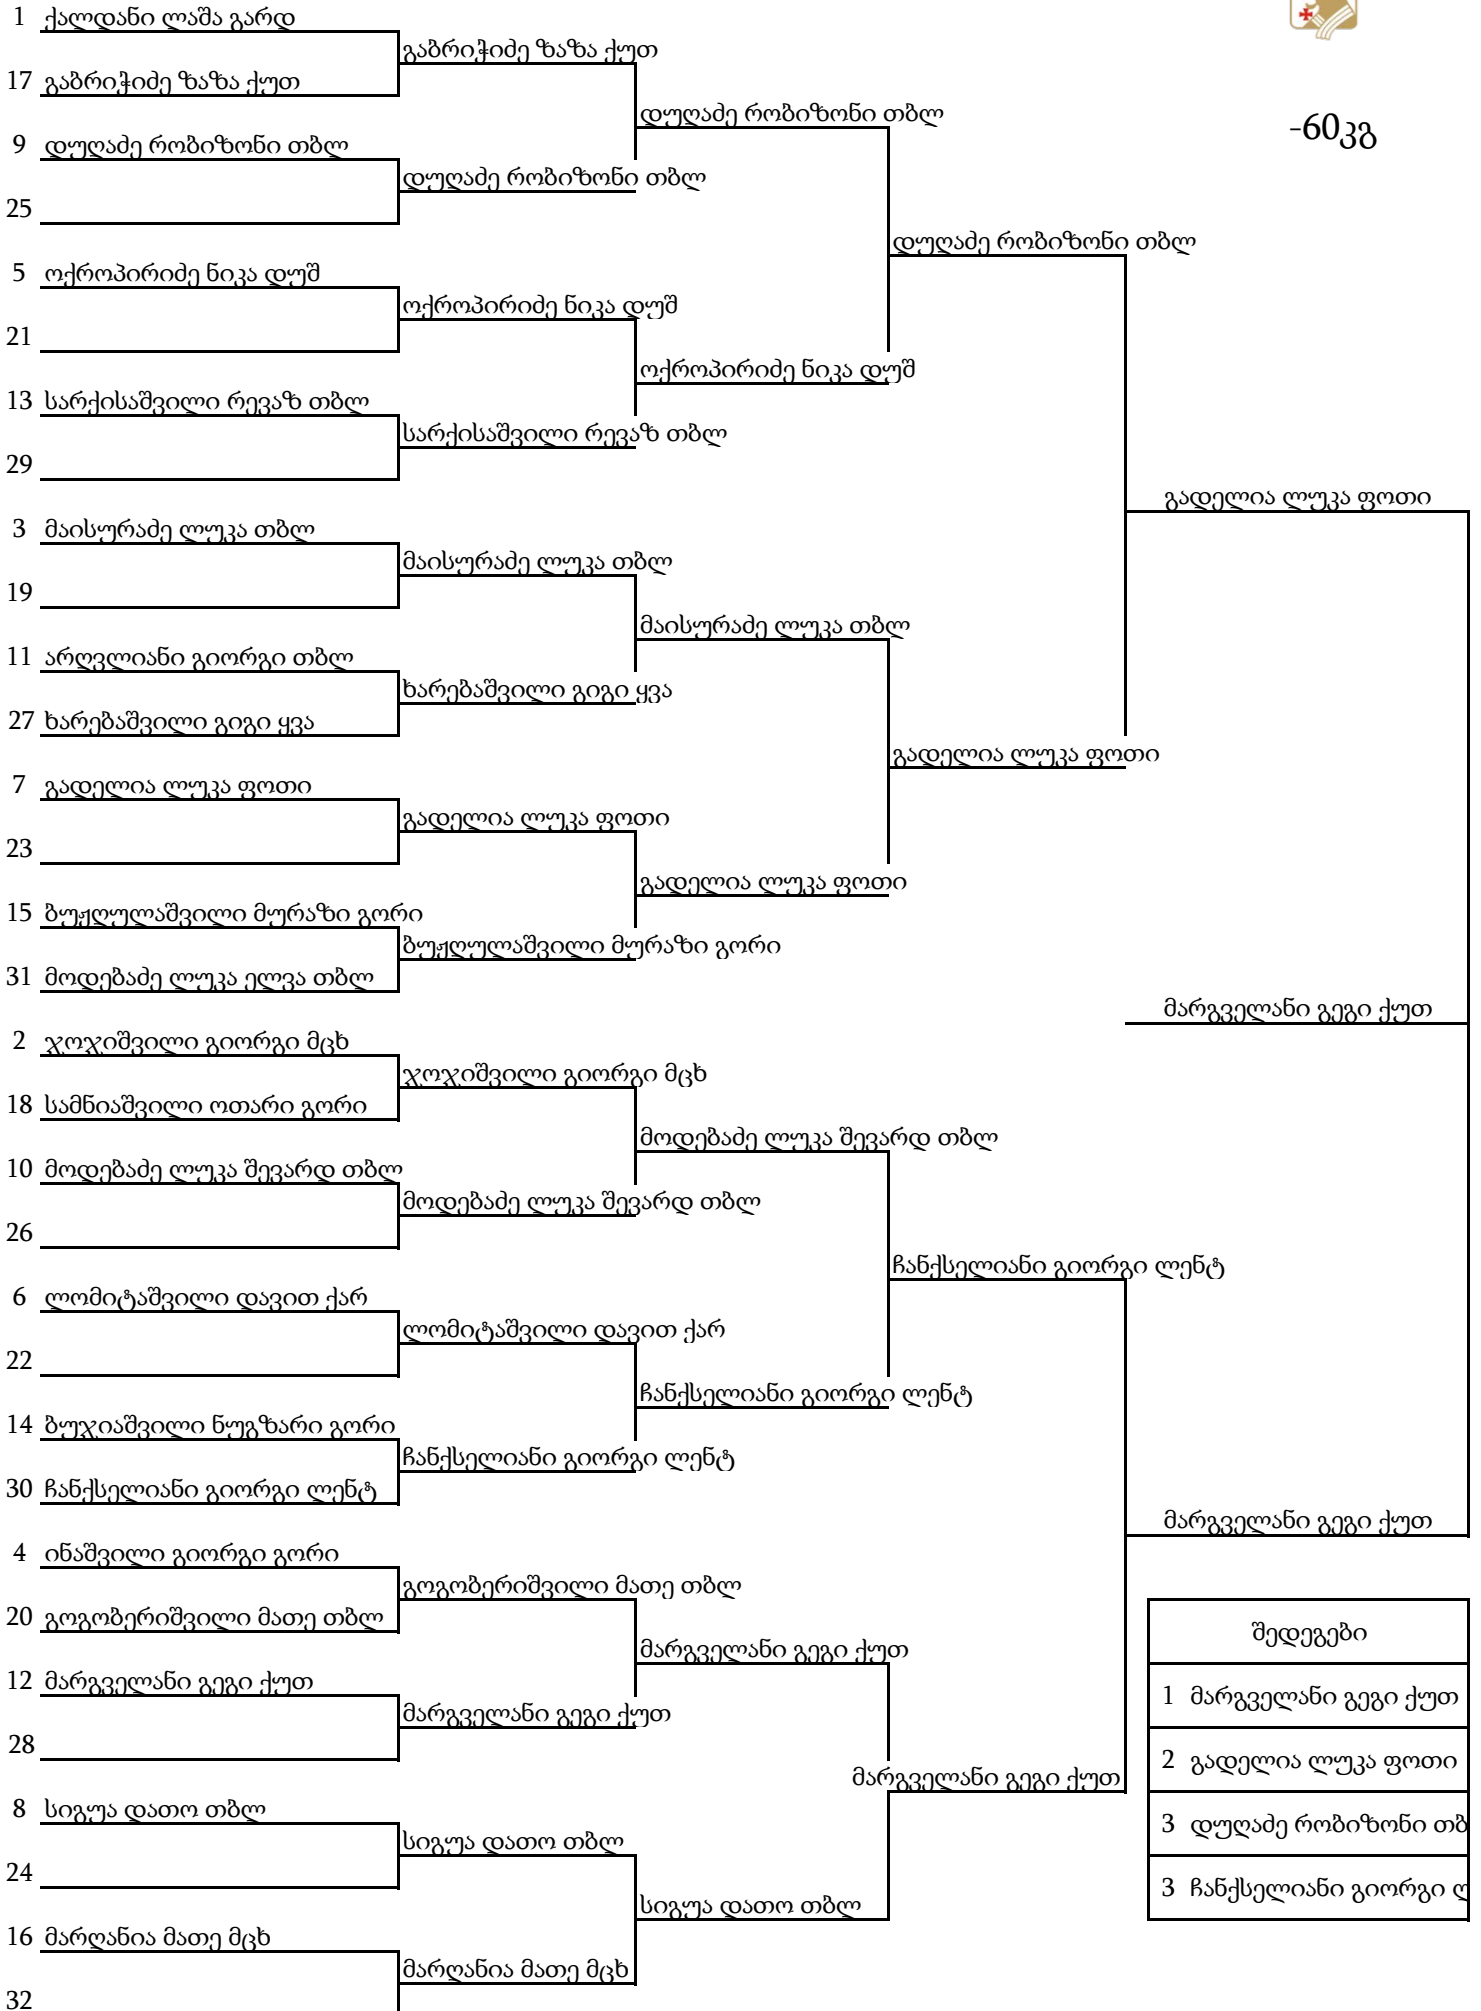 1 ქალდანი ლაშა გარდ
გაბრიჭიძე ზაზა ქუთ
17 გაბრიჭიძე ზაზა ქუთ
დუღაძე რობიზონი თბლ
-60კგ
9 დუღაძე რობიზონი თბლ
დუღაძე რობიზონი თბლ
25
დუღაძე რობიზონი თბლ
5 ოქროპირიძე ნიკა დუშ
ოქროპირიძე ნიკა დუშ
21
ოქროპირიძე ნიკა დუშ
13 სარქისაშვილი რევაზ თბლ
სარქისაშვილი რევაზ თბლ
29
გადელია ლუკა ფოთი
3 მაისურაძე ლუკა თბლ
მაისურაძე ლუკა თბლ
19
მაისურაძე ლუკა თბლ
11 არღვლიანი გიორგი თბლ
ხარებაშვილი გიგი ყვა
27 ხარებაშვილი გიგი ყვა
გადელია ლუკა ფოთი
7 გადელია ლუკა ფოთი
გადელია ლუკა ფოთი
23
გადელია ლუკა ფოთი
15 ბუჟღულაშვილი მურაზი გორი
ბუჟღულაშვილი მურაზი გორი
31 მოდებაძე ლუკა ელვა თბლ
მარგველანი გეგი ქუთ
2 ჯოჯიშვილი გიორგი მცხ
ჯოჯიშვილი გიორგი მცხ
18 სამნიაშვილი ოთარი გორი
მოდებაძე ლუკა შევარდ თბლ
10 მოდებაძე ლუკა შევარდ თბლ
მოდებაძე ლუკა შევარდ თბლ
26
ჩანქსელიანი გიორგი ლენტ
6 ლომიტაშვილი დავით ქარ
ლომიტაშვილი დავით ქარ
22
ჩანქსელიანი გიორგი ლენტ
14 ბუჯიაშვილი ნუგზარი გორი
ჩანქსელიანი გიორგი ლენტ
30 ჩანქსელიანი გიორგი ლენტ
მარგველანი გეგი ქუთ
4 ინაშვილი გიორგი გორი
გოგობერიშვილი მათე თბლ
20 გოგობერიშვილი მათე თბლ
შედეგები
მარგველანი გეგი ქუთ
12 მარგველანი გეგი ქუთ
1 მარგველანი გეგი ქუთ
მარგველანი გეგი ქუთ
28
2 გადელია ლუკა ფოთი
მარგველანი გეგი ქუთ
8 სიგუა დათო თბლ
3 დუღაძე რობიზონი თბ
სიგუა დათო თბლ
24
3 ჩანქსელიანი გიორგი ლ
სიგუა დათო თბლ
16 მარღანია მათე მცხ
მარღანია მათე მცხ
32